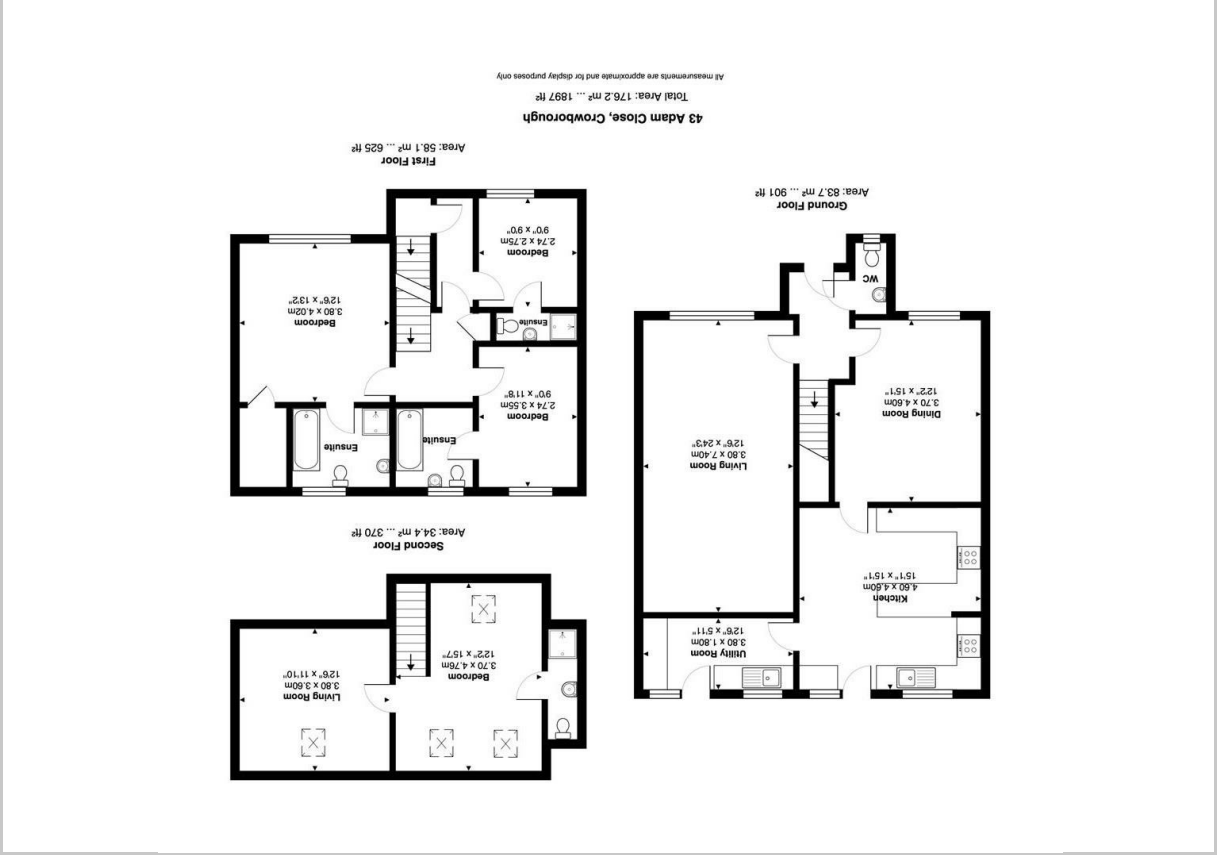 Kitchen
4.60 x 4.60m
15'1" x 15'1"
Utility Room
3.80 x 1.80m
12'6" x 5'11"
Dining Room
3.70 x 4.60m
12'2" x 15'1"
Living Room
3.80 x 7.40m
12'6" x 24'3"
WC
Ground Floor
Area: 83.7 m² ... 901 ft²
Bedroom
3.70 x 4.76m
12'2" x 15'7"
Living Room
3.80 x 3.60m
12'6" x 11'10"
Second Floor
Area: 34.4 m² ... 370 ft²
Ensuite
Ensuite
Bedroom
2.74 x 3.55m
9'0" x 11'8"
Ensuite
Bedroom
3.80 x 4.02m
12'6" x 13'2"
Bedroom
2.74 x 2.75m
9'0" x 9'0"
First Floor
Area: 58.1 m² ... 625 ft²
43 Adam Close, Crowborough
Total Area: 176.2 m² ... 1897 ft²
All measurements are approximate and for display purposes only